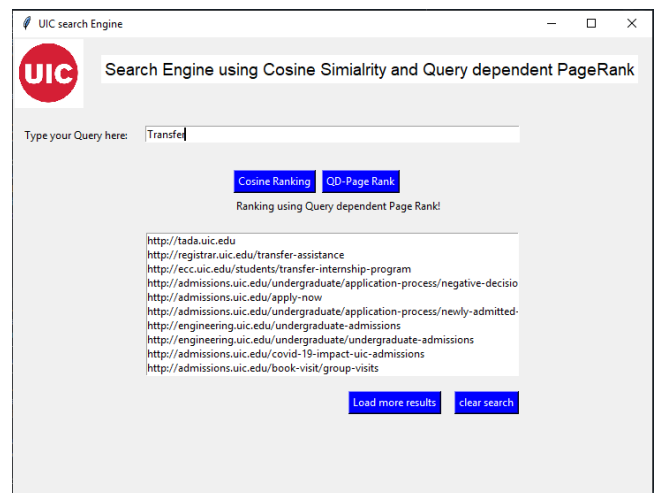 UIC search Engine
UIC
Search Engine using Cosine Simialrity and Query dependent PageRank
Type your Query here: Transfer
Cosine Ranking QD-Page Rank
Ranking using Query dependent Page Rank!
http://tada.uic.edu
http://registrar.uic.edu/transfer-assistance
http://ecc.uic.edu/students/transfer-internship-program
http://admissions.uic.edu/undergraduate/application-process/negative-decisio
http://admissions.uic.edu/apply-now
http://admissions.uic.edu/undergraduate/application-process/newly-admitted-
http://engineering.uic.edu/undergraduate-admissions
http://engineering.uic.edu/undergraduate/undergraduate-admissions
http://admissions.uic.edu/covid-19-impact-uic-admissions
http://admissions.uic.edu/book-visit/group-visits
Load more results clear search